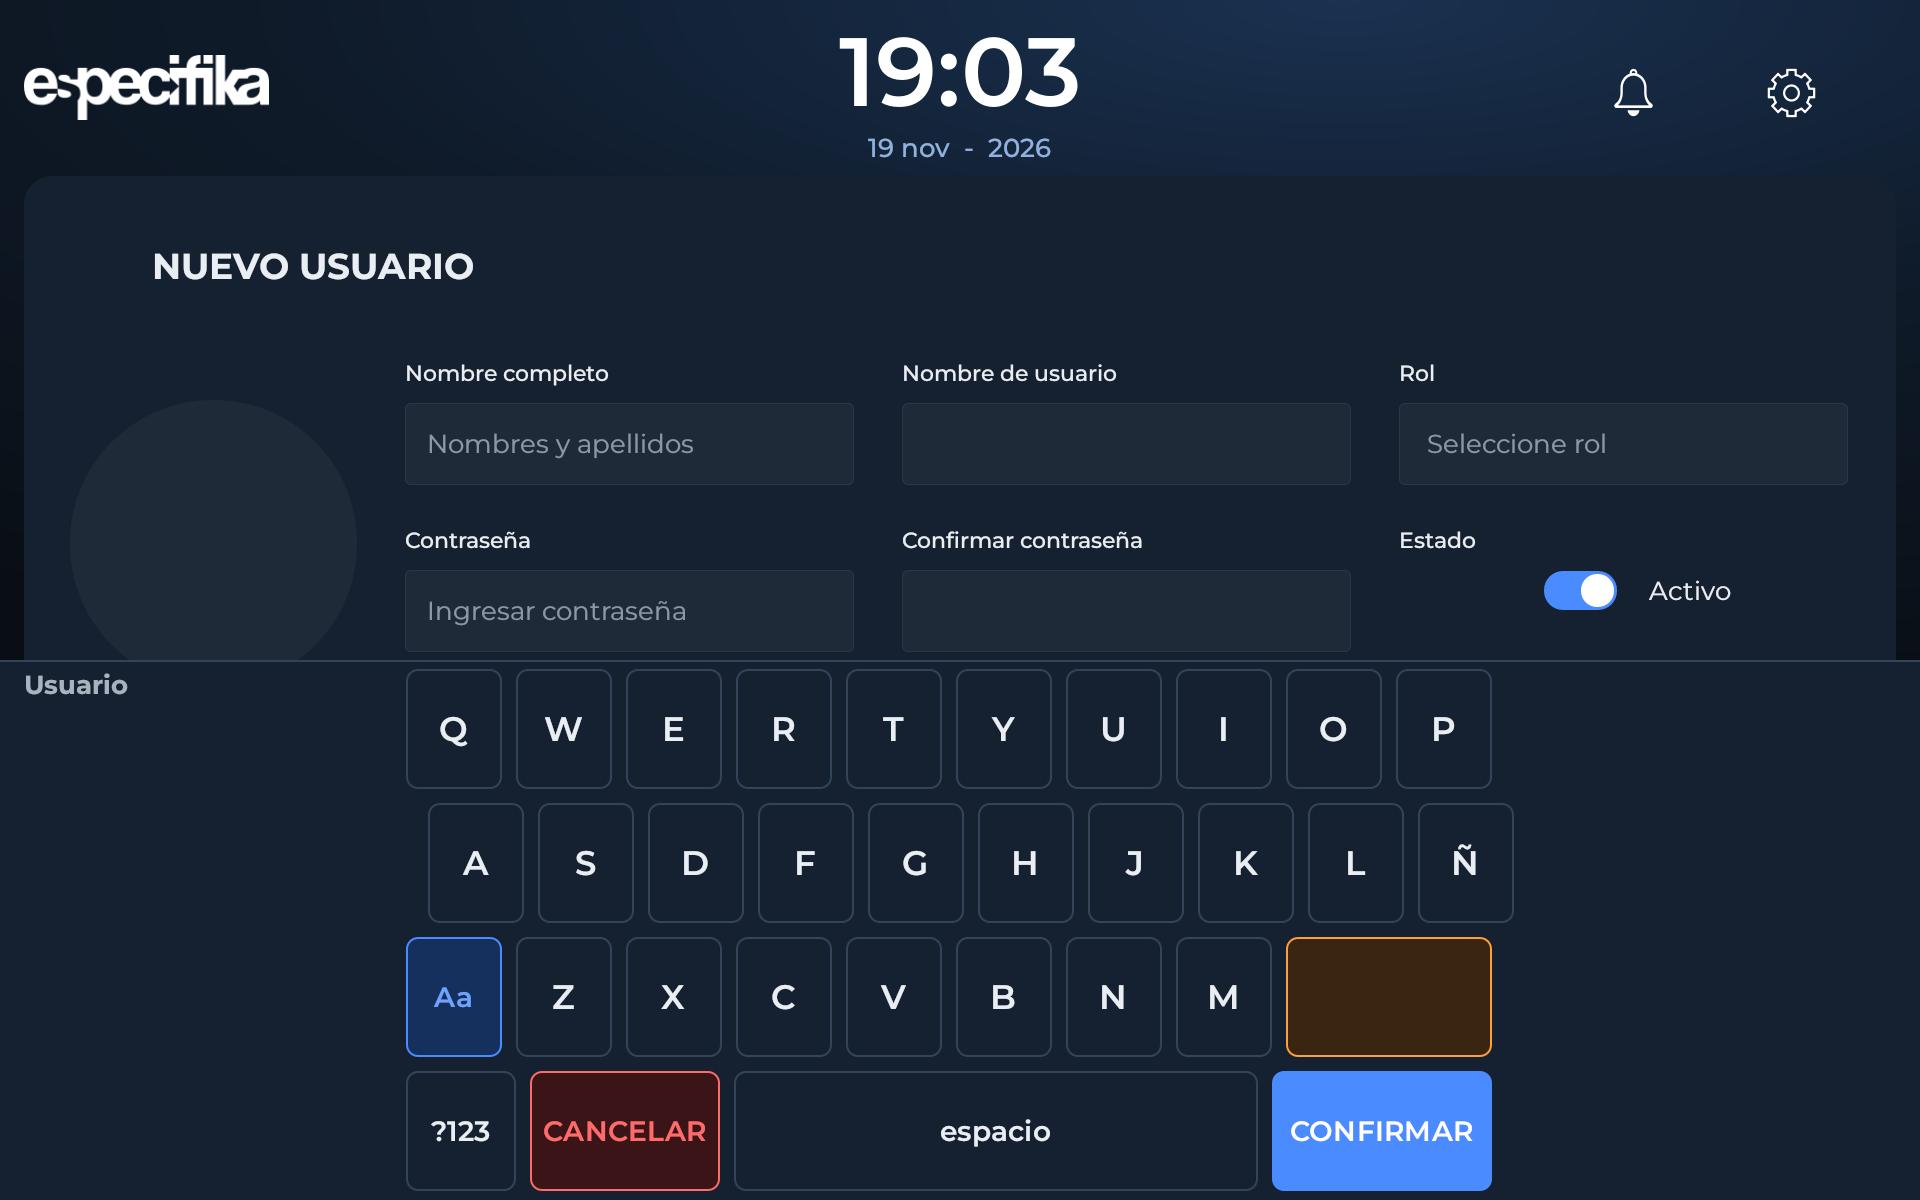 especifika
19:03
19 nov - 2026
NUEVO USUARIO
Nombre completo
Nombre de usuario
Rol
Nombres y apellidos
Seleccione rol
Contraseña
Confirmar contraseña
Estado
Ingresar contraseña
Activo
Usuario
Q W E R T Y U I O P
A S D F G H J K L Ñ
Aa Z X C V B N M
?123 CANCELAR espacio CONFIRMAR